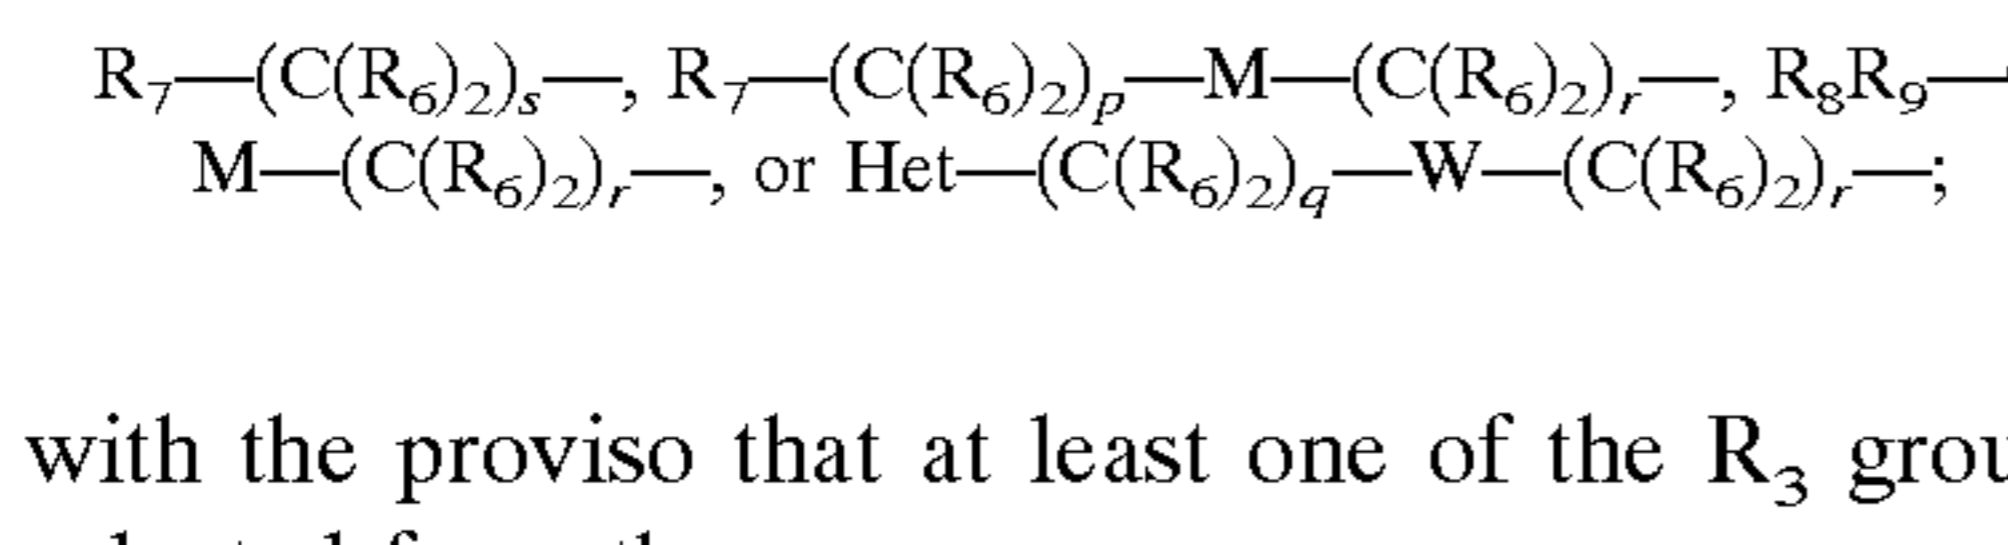 R₇—(C(R₆)₂)ₛ—, R₇—(C(R₆)₂)ₚ—M—(C(R₆)₂)ᵣ—, R₈R₉—
M—(C(R₆)₂)ᵣ—, or Het—(C(R₆)₂)q—W—(C(R₆)₂)ᵣ—;
with the proviso that at least one of the R₃